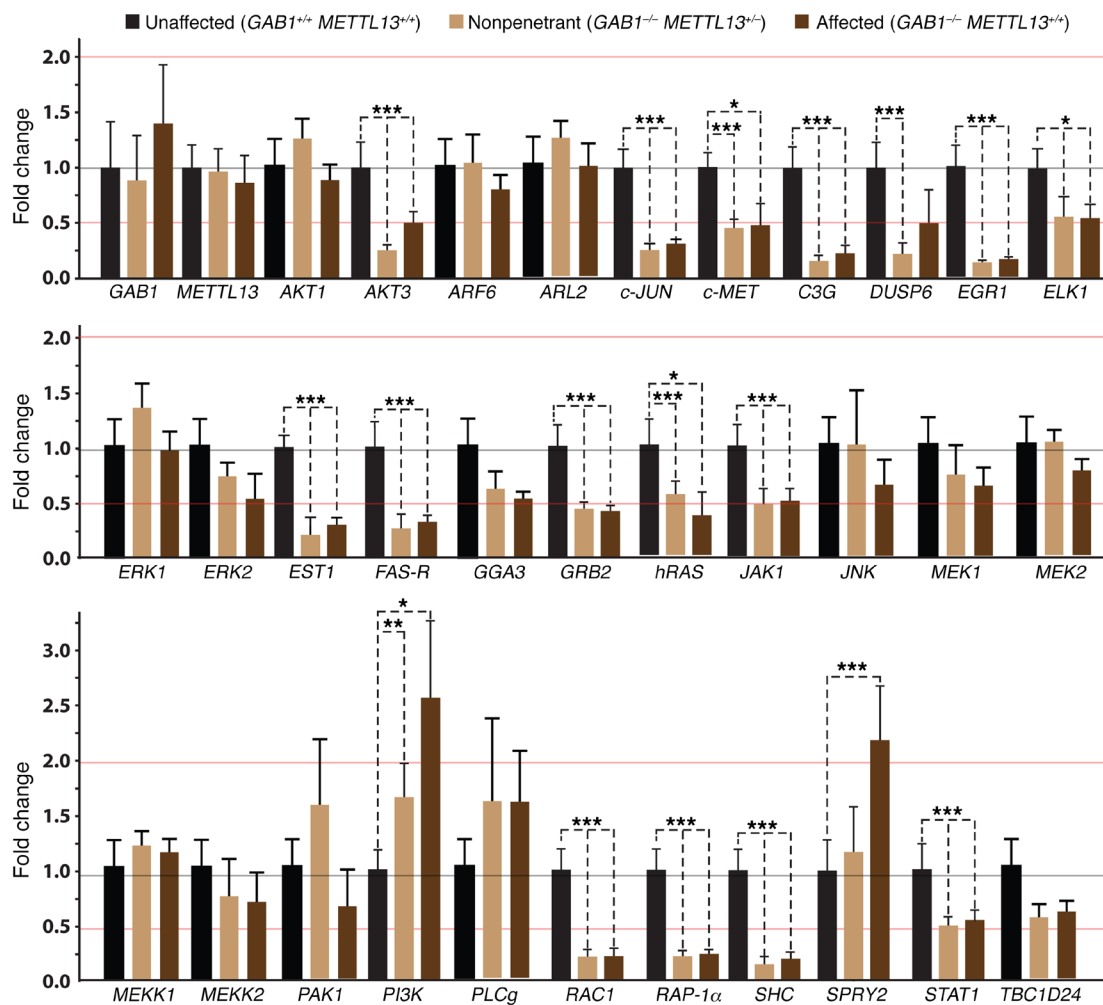 Unaffected (GAB1+/+ METTL13+/+) Nonpenetrant (GAB1–/– METTL13+/–) Affected (GAB1–/– METTL13+/+)
2.0
1.5
1.0
0.5
0.0
Fold change
*** *** * *** *** *** *** *
GAB1 METTL13 AKT1 AKT3 ARF6 ARL2 c-JUN c-MET C3G DUSP6 EGR1 ELK1
2.0
1.5
1.0
0.5
0.0
Fold change
*** *** *** * *** ***
ERK1 ERK2 EST1 FAS-R GGA3 GRB2 hRAS JAK1 JNK MEK1 MEK2
3.0
2.5
2.0
1.5
1.0
0.5
0.0
Fold change
* ** *** *** *** *** ***
MEKK1 MEKK2 PAK1 PI3K PLCg RAC1 RAP-1α SHC SPRY2 STAT1 TBC1D24